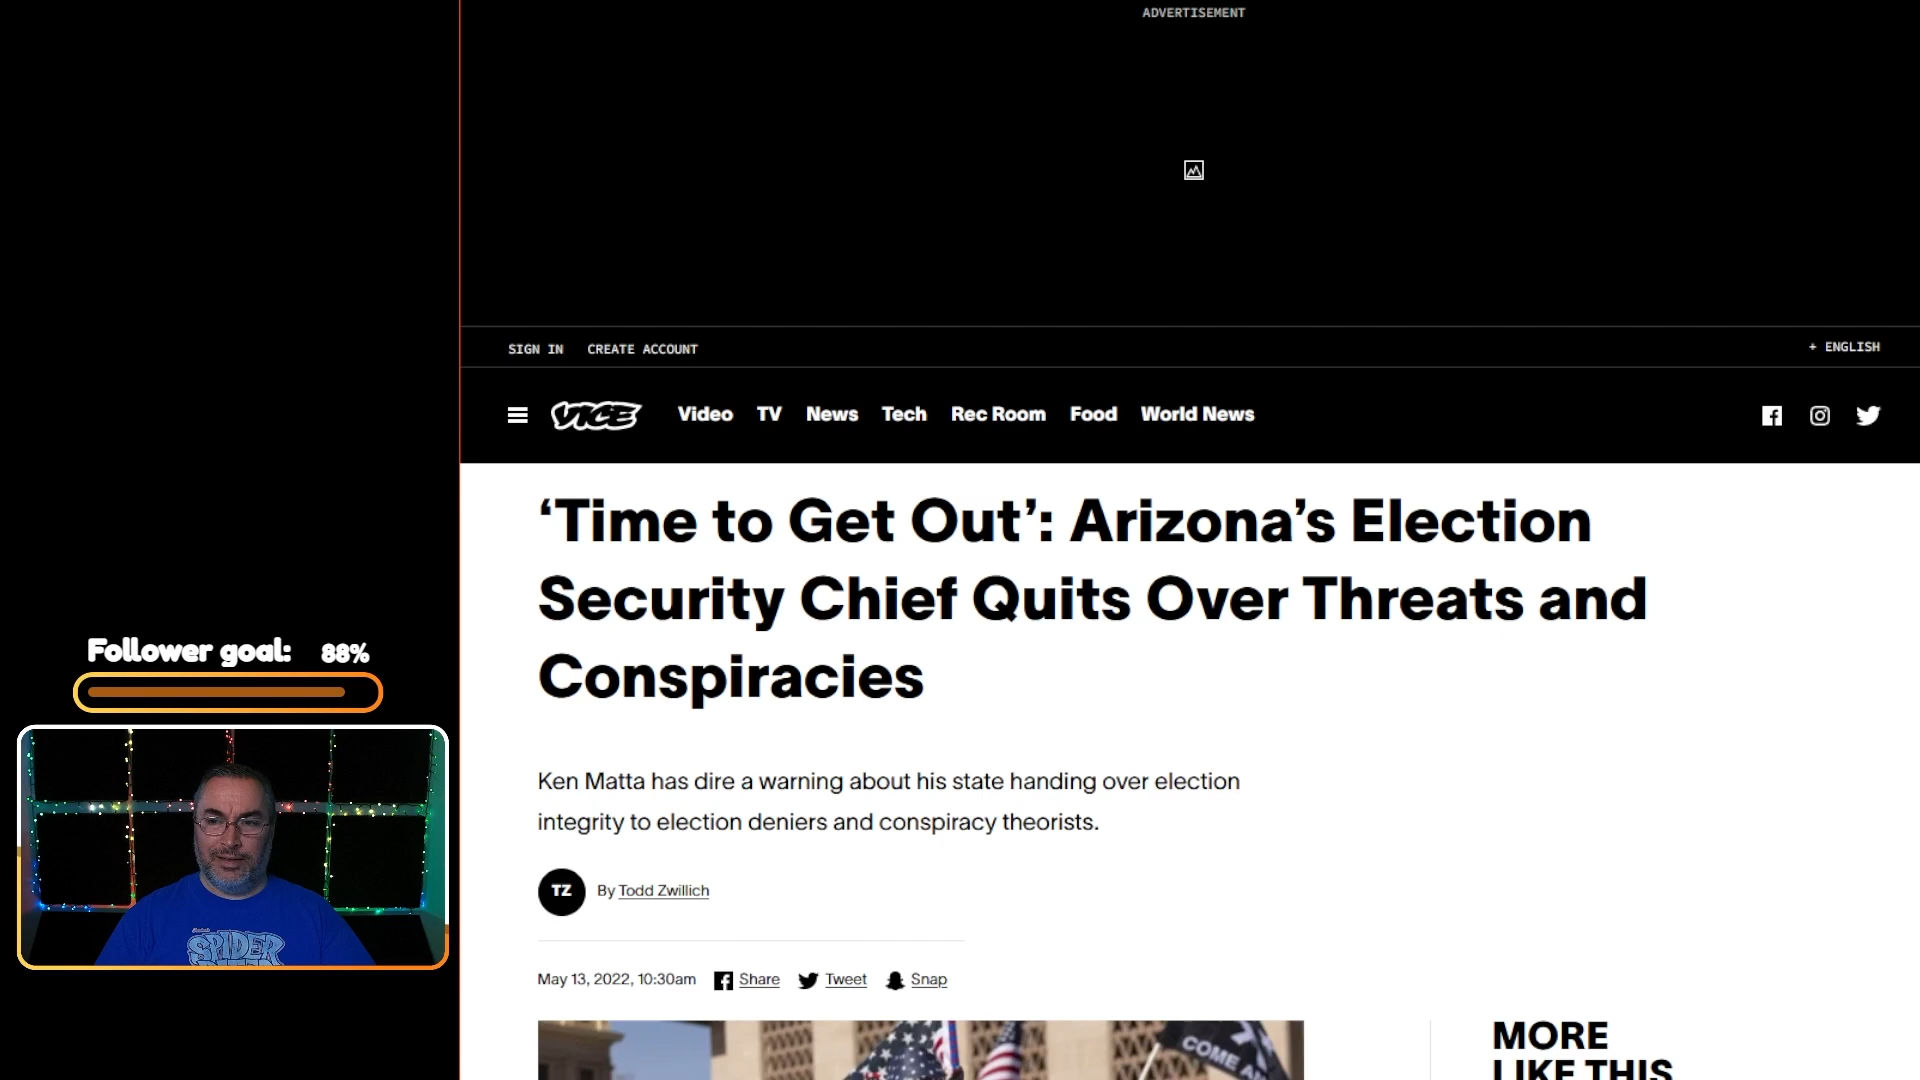 ADVERTISEMENT
SIGN IN CREATE ACCOUNT
+ ENGLISH
VICE Video TV News Tech Rec Room Food World News
‘Time to Get Out’: Arizona’s Election
Security Chief Quits Over Threats and
Conspiracies
Ken Matta has dire a warning about his state handing over election
integrity to election deniers and conspiracy theorists.
TZ By Todd Zwillich
May 13, 2022, 10:30am Share Tweet Snap
COME
MORE
LIKE THIS
Follower goal: 88%
SPIDER